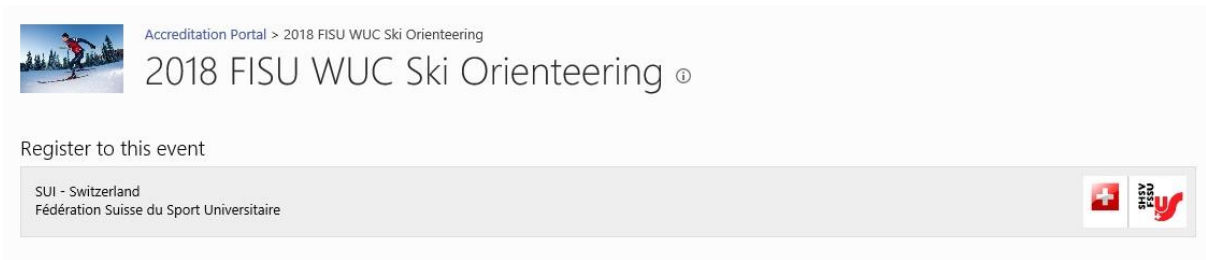 Accreditation Portal > 2018 FISU WUC Ski Orienteering
2018 FISU WUC Ski Orienteering
Register to this event
SUI - Switzerland
Fédération Suisse du Sport Universitaire
SHSV
FSSU